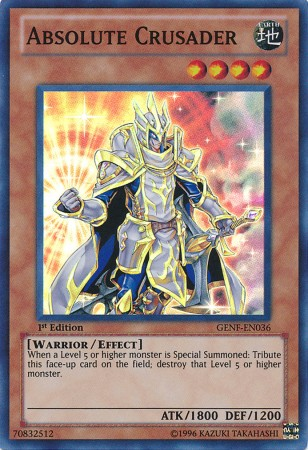 ABSOLUTE CRUSADER
EARTH
地
1st Edition
GENF-EN036
[WARRIOR / EFFECT]
When a Level 5 or higher monster is Special Summoned: Tribute
this face-up card on the field; destroy that Level 5 or higher
monster.
ATK/1800 DEF/1200
70832512
©1996 KAZUKI TAKAHASHI